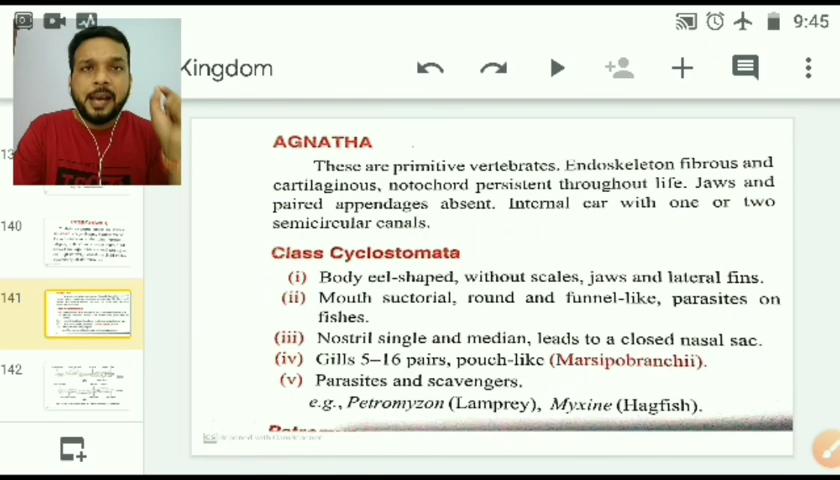 9:45
Kingdom
AGNATHA
These are primitive vertebrates. Endoskeleton fibrous and
cartilaginous, notochord persistent throughout life. Jaws and
paired appendages absent. Internal ear with one or two
semicircular canals.
Class Cyclostomata
(i) Body eel-shaped, without scales, jaws and lateral fins.
(ii) Mouth suctorial, round and funnel-like, parasites on
fishes.
(iii) Nostril single and median, leads to a closed nasal sac.
(iv) Gills 5–16 pairs, pouch-like (Marsipobranchii).
(v) Parasites and scavengers.
e.g., Petromyzon (Lamprey), Myxine (Hagfish).
CS Scanned with CamScanner
140
141
142